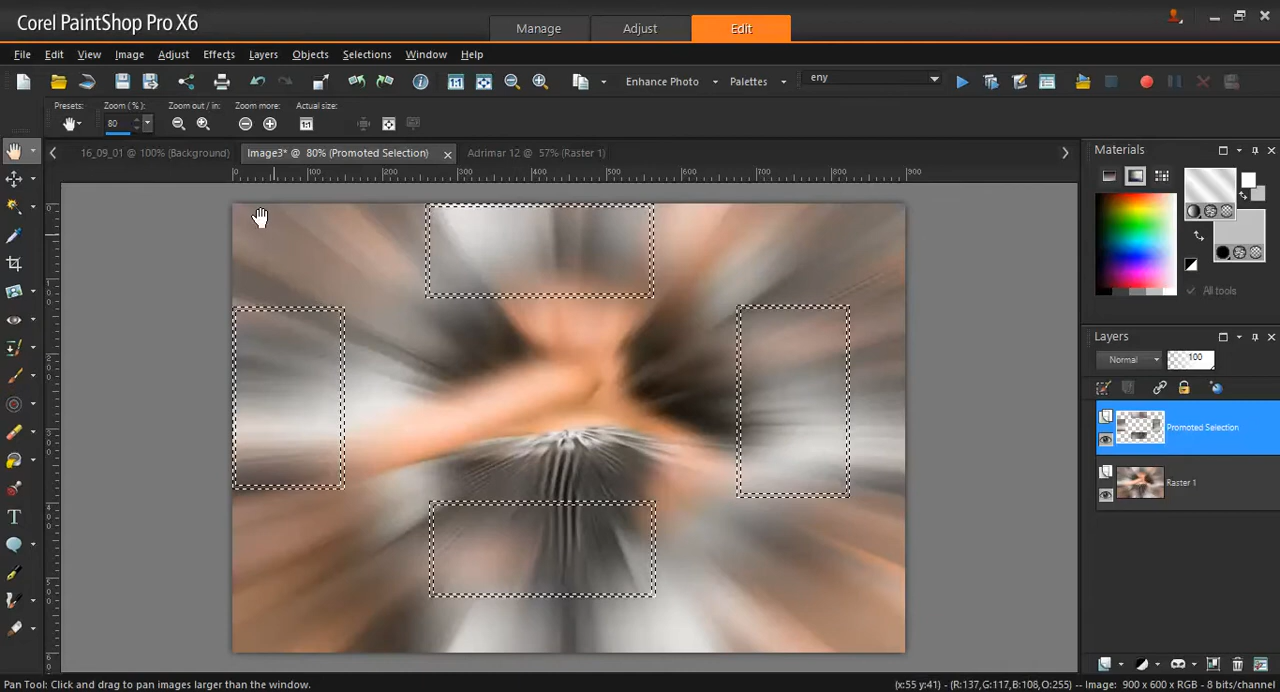 Corel PaintShop Pro X6
Manage Adjust Edit
File Edit View Image Adjust Effects Layers Objects Selections Window Help
Enhance Photo Palettes eny
Presets: Zoom (%): Zoom out / in: Zoom more: Actual size:
80
16_09_01 @ 100% (Background) Image3* @ 80% (Promoted Selection) Adrimar 12 @ 57% (Raster 1)
Materials
0 100 200 300 400 500 600 700 800 900
All tools
Layers
Normal 100
Promoted Selection
Raster 1
Pan Tool: Click and drag to pan images larger than the window. (x:55 y:41) -- (R:137,G:117,B:108,O:255) -- Image: 900 x 600 x RGB - 8 bits/channel